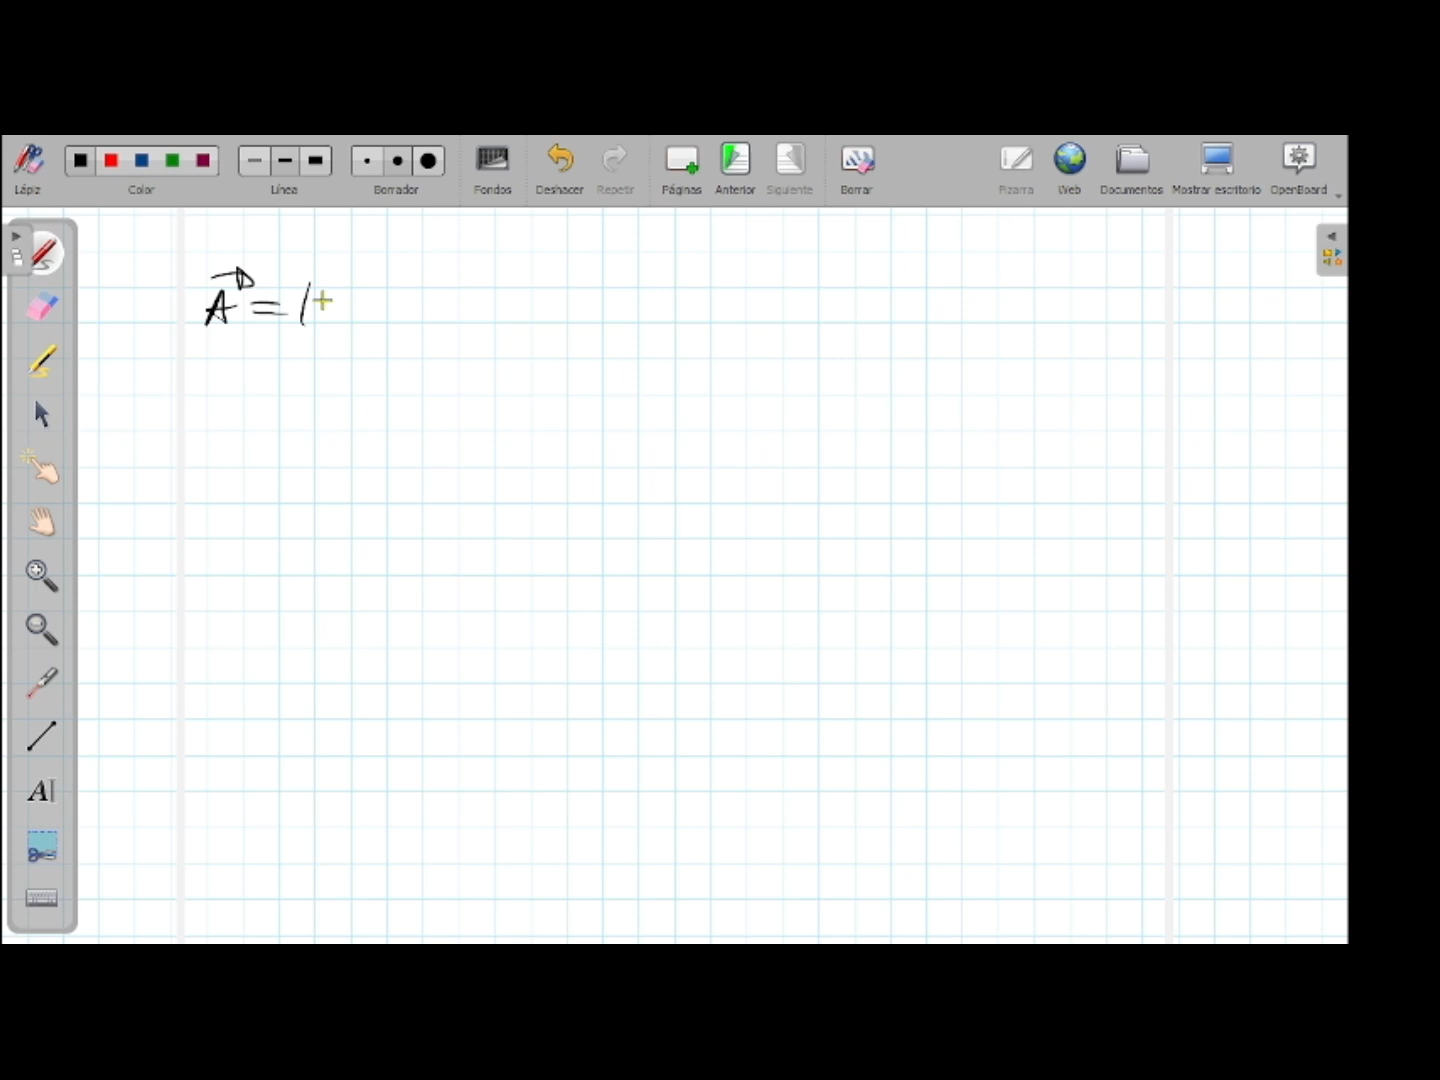 Lápiz Color Línea Borrador Fondos Deshacer Repetir Páginas Anterior Siguiente Borrar Pizarra Web Documentos Mostrar escritorio OpenBoard
A⃗ = (
A